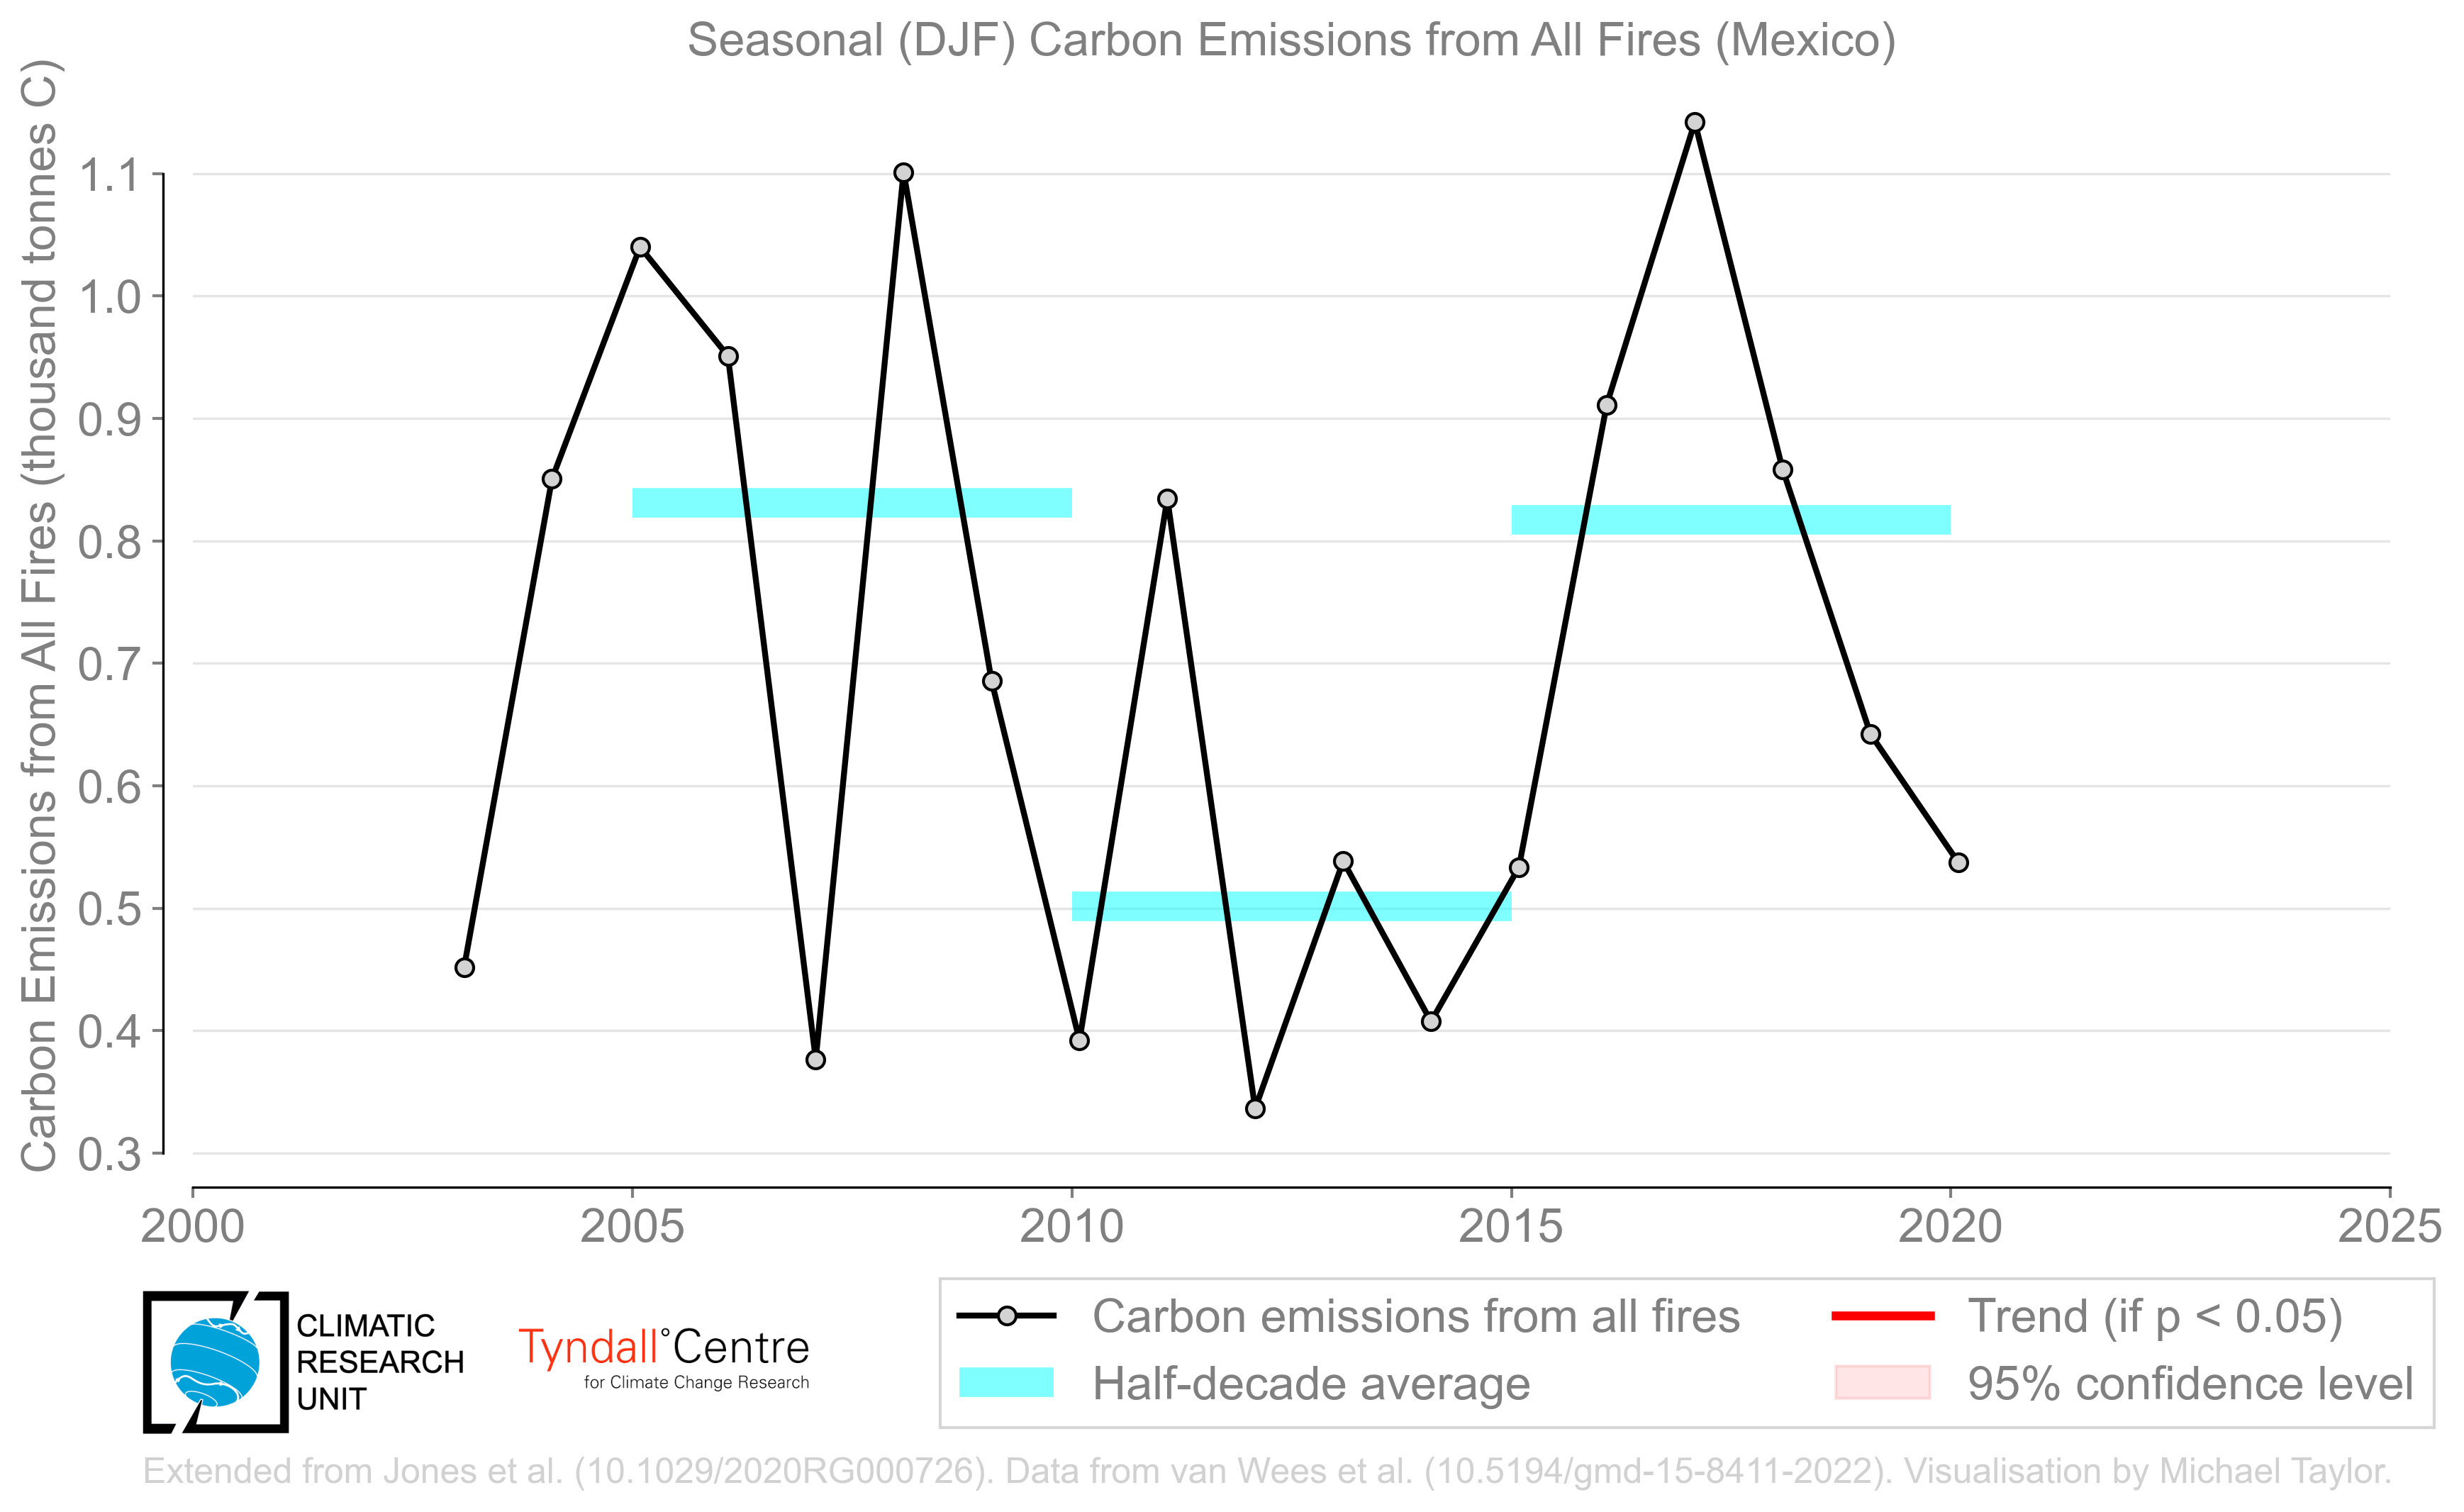 Seasonal (DJF) Carbon Emissions from All Fires (Mexico)
Carbon Emissions from All Fires (thousand tonnes C)
1.1
1.0
0.9
0.8
0.7
0.6
0.5
0.4
0.3
2000
2005
2010
2015
2020
2025
CLIMATIC
RESEARCH
UNIT
Tyndall°Centre
for Climate Change Research
Carbon emissions from all fires
Half-decade average
Trend (if p < 0.05)
95% confidence level
Extended from Jones et al. (10.1029/2020RG000726). Data from van Wees et al. (10.5194/gmd-15-8411-2022). Visualisation by Michael Taylor.